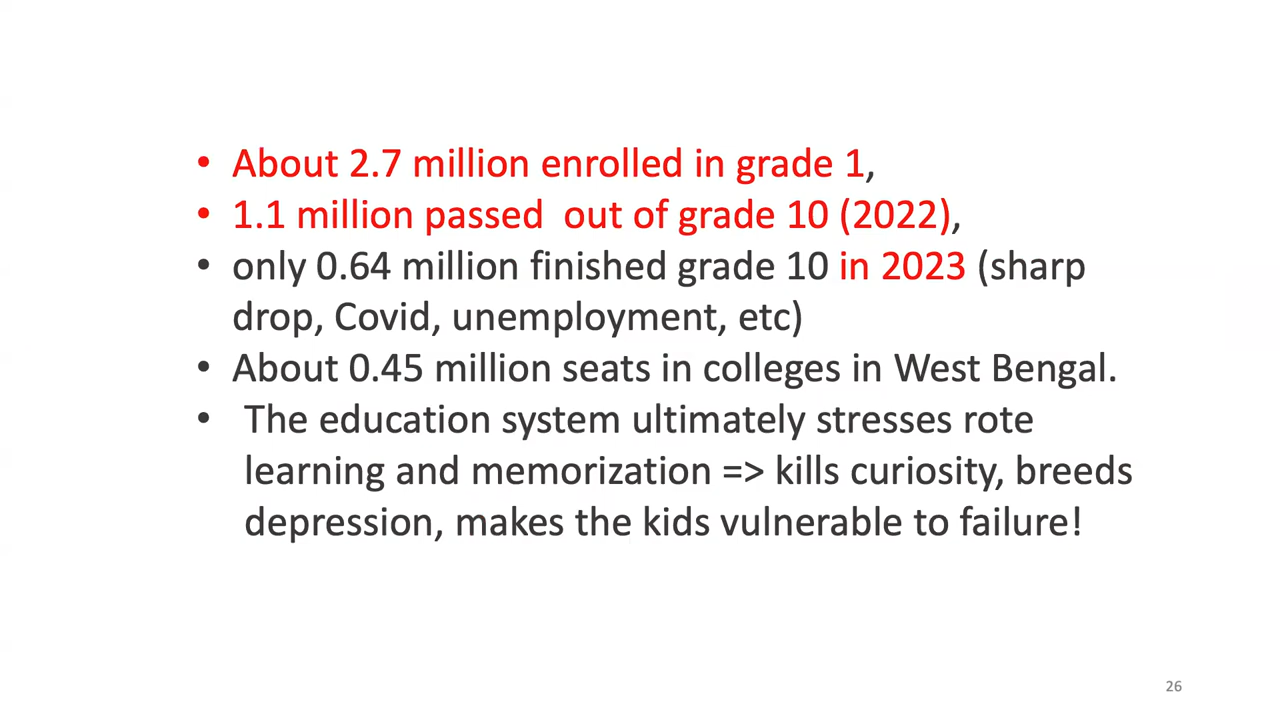 • About 2.7 million enrolled in grade 1,
• 1.1 million passed  out of grade 10 (2022),
• only 0.64 million finished grade 10 in 2023 (sharp
drop, Covid, unemployment, etc)
• About 0.45 million seats in colleges in West Bengal.
• The education system ultimately stresses rote
learning and memorization => kills curiosity, breeds
depression, makes the kids vulnerable to failure!
26